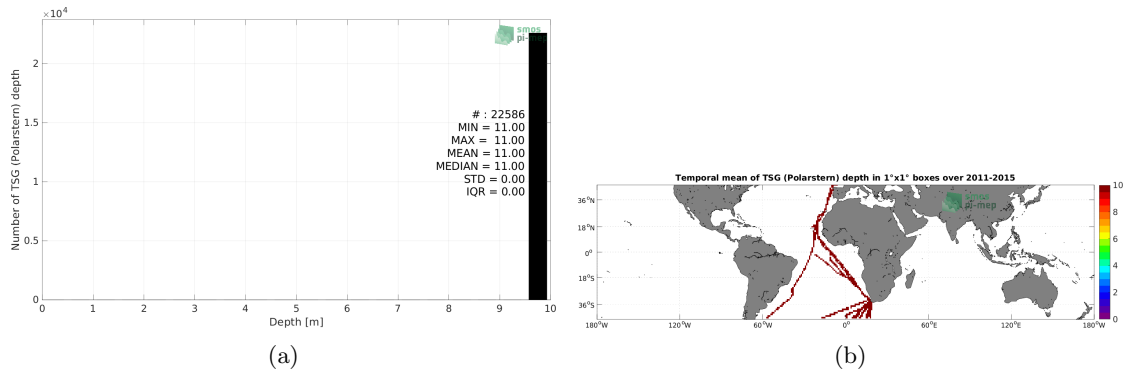 ×10⁴
2
1.5
1
0.5
0
Number of TSG (Polarstern) depth
smos
pi-mep
# : 22586
MIN = 11.00
MAX = 11.00
MEAN = 11.00
MEDIAN = 11.00
STD = 0.00
IQR = 0.00
0 1 2 3 4 5 6 7 8 9 10
Depth [m]
(a)
Temporal mean of TSG (Polarstern) depth in 1°x1° boxes over 2011-2015
smos
pi-mep
36°N
18°N
0°
18°S
36°S
180°W 120°W 60°W 0° 60°E 120°E 180°W
10
8
6
4
2
0
(b)